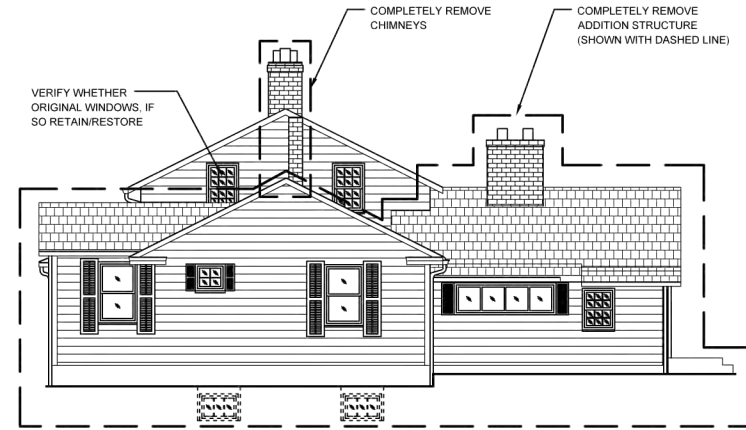 COMPLETELY REMOVE
CHIMNEYS
COMPLETELY REMOVE
ADDITION STRUCTURE
(SHOWN WITH DASHED LINE)
VERIFY WHETHER
ORIGINAL WINDOWS, IF
SO RETAIN/RESTORE